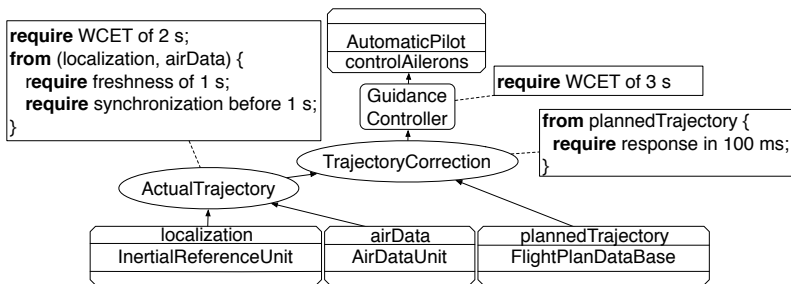 require WCET of 2 s;
from (localization, airData) {
require freshness of 1 s;
require synchronization before 1 s;
}
AutomaticPilot
controlAilerons
Guidance
Controller
require WCET of 3 s
from plannedTrajectory {
require response in 100 ms;
}
TrajectoryCorrection
ActualTrajectory
localization
InertialReferenceUnit
airData
AirDataUnit
plannedTrajectory
FlightPlanDataBase